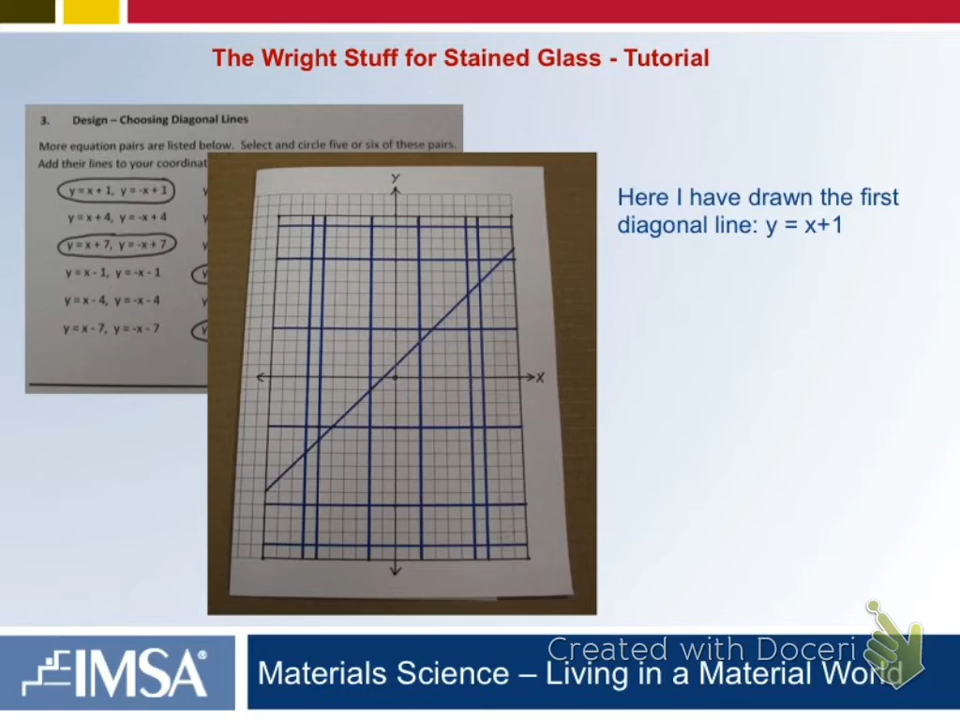 The Wright Stuff for Stained Glass - Tutorial
3. Design – Choosing Diagonal Lines
More equation pairs are listed below. Select and circle five or six of these pairs.
Add their lines to your coordinat
y = x + 1, y = -x + 1 y
y = x + 4, y = -x + 4 y
y = x + 7, y = -x + 7 y
y = x - 1, y = -x - 1 y
y = x - 4, y = -x - 4 y
y = x - 7, y = -x - 7 y
Y
X
Here I have drawn the first
diagonal line: y = x+1
Created with Doceri
IMSA®
Materials Science – Living in a Material World